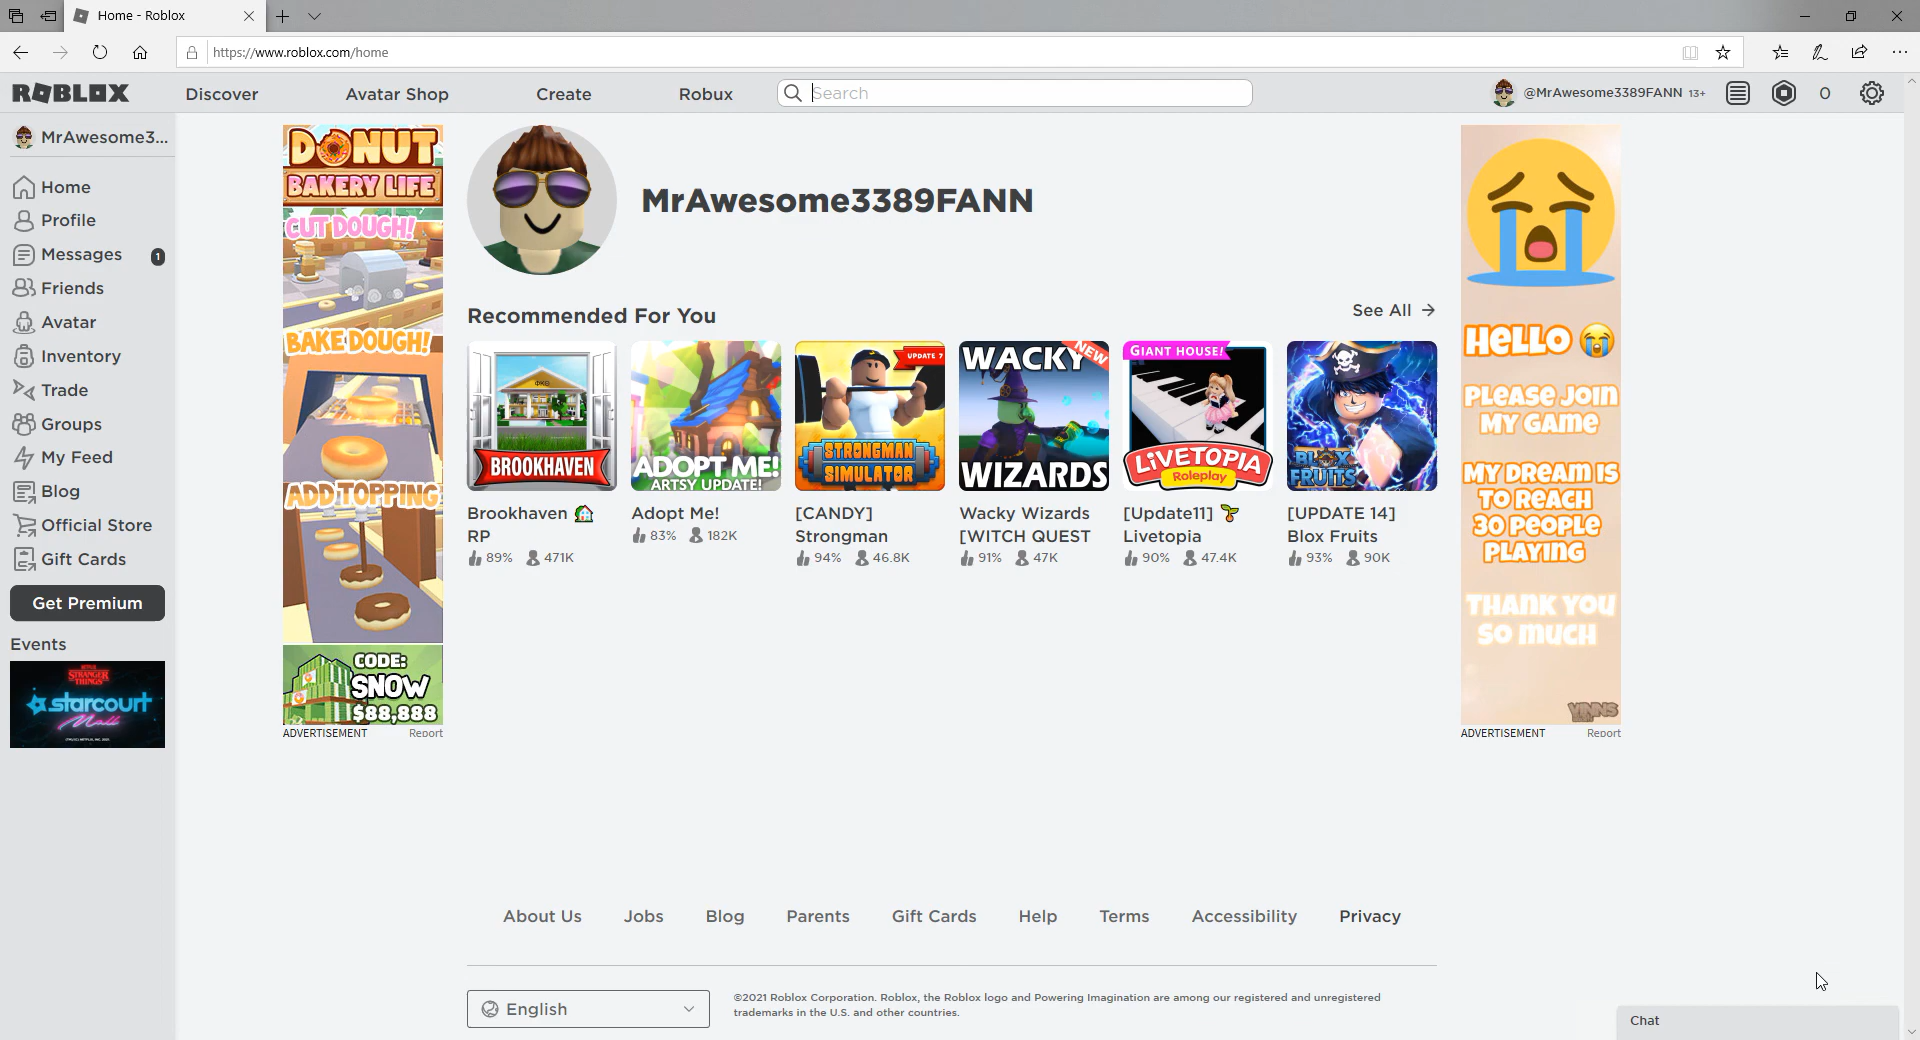 Home - Roblox
https://www.roblox.com/home
ROBLOX
Discover
Avatar Shop
Create
Robux
Search
@MrAwesome3389FANN 13+
0
MrAwesome3...
Home
Profile
Messages
1
Friends
Avatar
Inventory
Trade
Groups
My Feed
Blog
Official Store
Gift Cards
Get Premium
Events
STRANGER
THINGS
starcourt
Mall
DONUT
BAKERY LIFE
CUT DOUGH!
BAKE DOUGH!
ADD TOPPING
CODE:
SNOW
$88,888
ADVERTISEMENT
Report
MrAwesome3389FANN
Recommended For You
See All
BROOKHAVEN
ADOPT ME!
ARTSY UPDATE!
UPDATE 7
STRONGMAN
SIMULATOR
WACKY
NEW
WIZARDS
GIANT HOUSE!
LIVETOPIA
Roleplay
BLOX
FRUITS
Brookhaven 🏠
RP
89% 471K
Adopt Me!
83% 182K
[CANDY]
Strongman
94% 46.8K
Wacky Wizards
[WITCH QUEST
91% 47K
[Update11] 🌱
Livetopia
90% 47.4K
[UPDATE 14]
Blox Fruits
93% 90K
HELLO 😭
PLEASE JOIN
MY GAME
MY DREAM IS
TO REACH
30 PEOPLE
PLAYING
THANK YOU
SO MUCH
VINNS
ADVERTISEMENT
Report
About Us
Jobs
Blog
Parents
Gift Cards
Help
Terms
Accessibility
Privacy
English
©2021 Roblox Corporation. Roblox, the Roblox logo and Powering Imagination are among our registered and unregistered
trademarks in the U.S. and other countries.
Chat